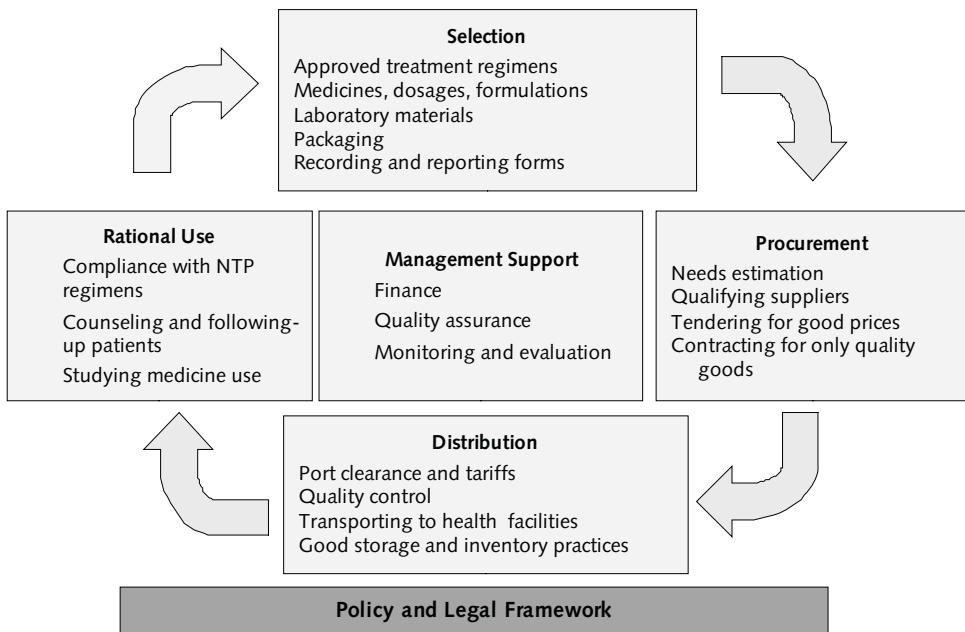 Selection
Approved treatment regimens
Medicines, dosages, formulations
Laboratory materials
Packaging
Recording and reporting forms
Rational Use
Compliance with NTP
regimens
Counseling and following-
up patients
Studying medicine use
Management Support
Finance
Quality assurance
Monitoring and evaluation
Procurement
Needs estimation
Qualifying suppliers
Tendering for good prices
Contracting for only quality
goods
Distribution
Port clearance and tariffs
Quality control
Transporting to health facilities
Good storage and inventory practices
Policy and Legal Framework